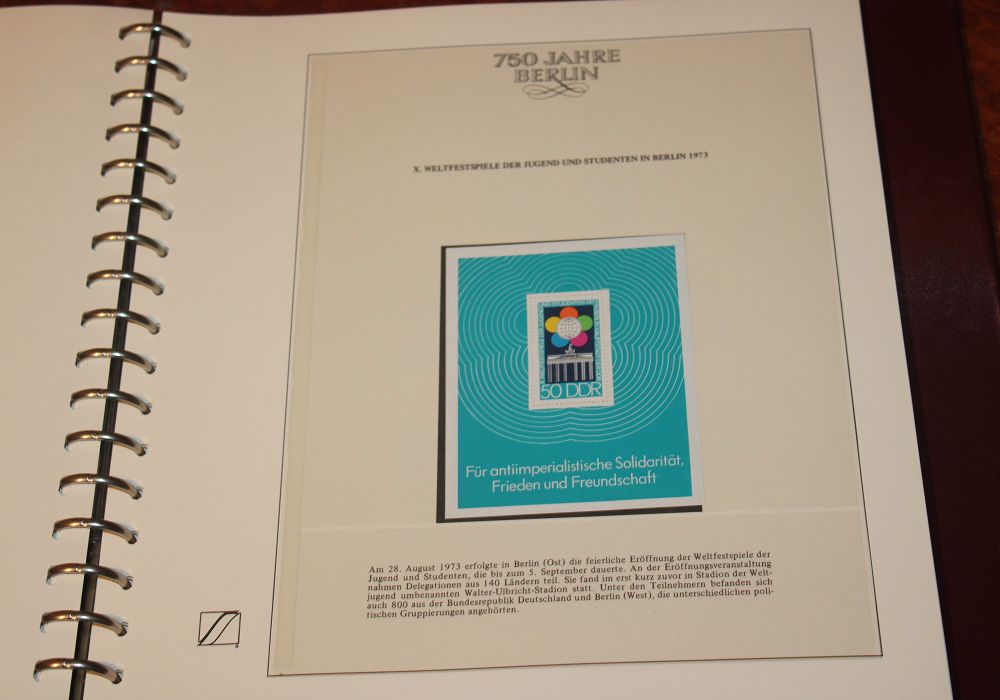 750 JAHRE
BERLIN
X. WELTFESTSPIELE DER JUGEND UND STUDENTEN IN BERLIN 1973
50 DDR
Für antiimperialistische Solidarität,
Frieden und Freundschaft
Am 28. August 1973 erfolgte in Berlin (Ost) die feierliche Eröffnung der Weltfestspiele der
Jugend und Studenten, die bis zum 5. September dauerte. An der Eröffnungsveranstaltung
nahmen Delegationen aus 140 Ländern teil. Sie fand im erst kurz zuvor in Stadion der Welt-
jugend umbenannten Walter-Ulbricht-Stadion statt. Unter den Teilnehmern befanden sich
auch 800 aus der Bundesrepublik Deutschland und Berlin (West), die unterschiedlichen poli-
tischen Gruppierungen angehörten.